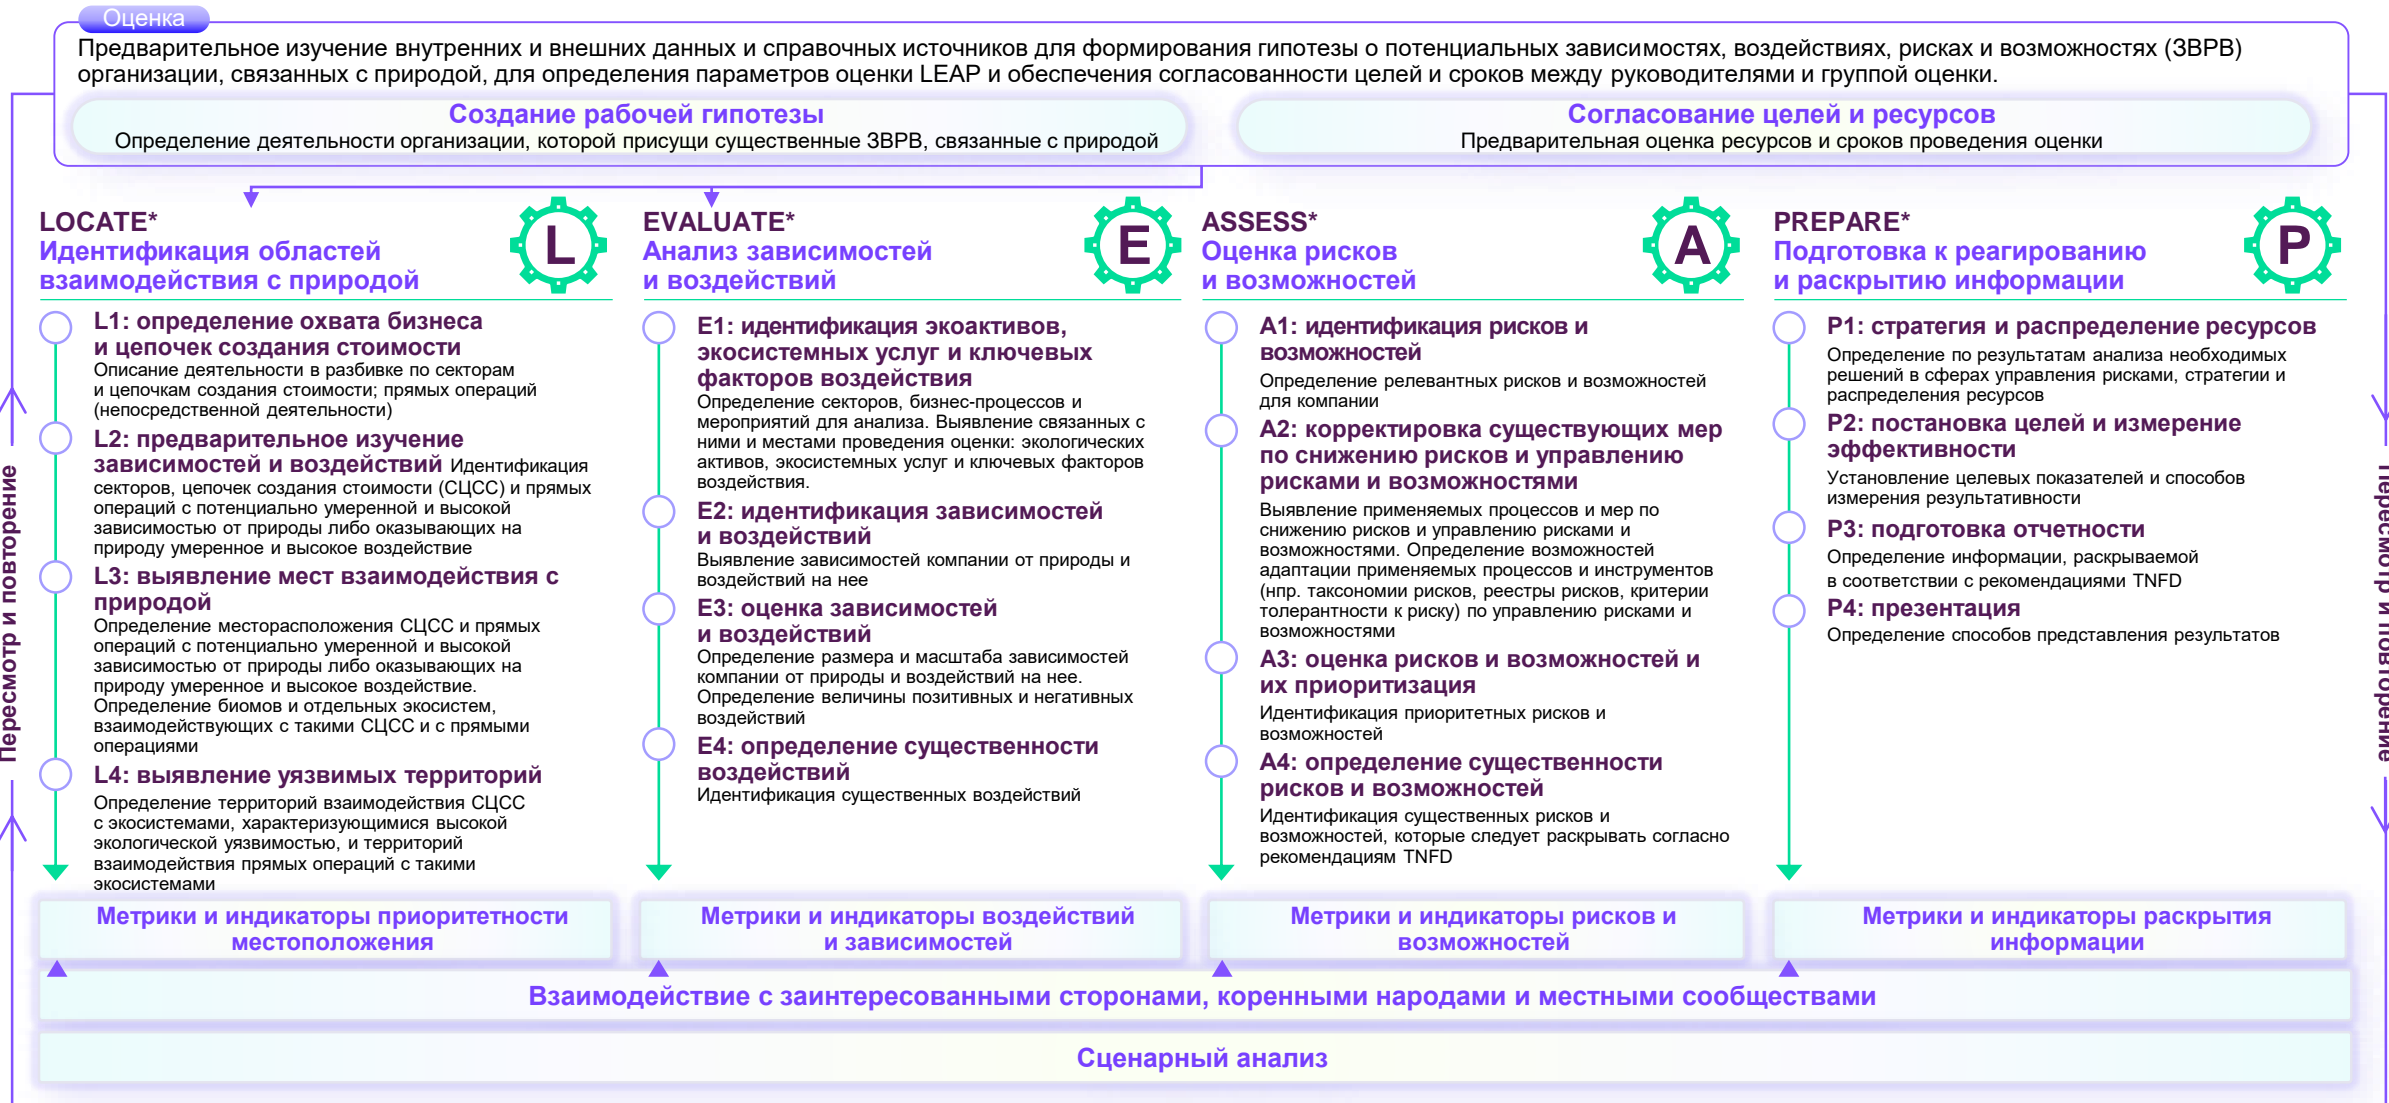 Оценка
Предварительное изучение внутренних и внешних данных и справочных источников для формирования гипотезы о потенциальных зависимостях, воздействиях, рисках и возможностях (ЗВРВ)
организации, связанных с природой, для определения параметров оценки LEAP и обеспечения согласованности целей и сроков между руководителями и группой оценки.
Создание рабочей гипотезы
Определение деятельности организации, которой присущи существенные ЗВРВ, связанные с природой
Согласование целей и ресурсов
Предварительная оценка ресурсов и сроков проведения оценки
Пересмотр и повторение
LOCATE*
Идентификация областей
взаимодействия с природой
L
L1: определение охвата бизнеса
и цепочек создания стоимости
Описание деятельности в разбивке по секторам
и цепочкам создания стоимости; прямых операций
(непосредственной деятельности)
L2: предварительное изучение
зависимостей и воздействий Идентификация
секторов, цепочек создания стоимости (СЦСС) и прямых
операций с потенциально умеренной и высокой
зависимостью от природы либо оказывающих на
природу умеренное и высокое воздействие
L3: выявление мест взаимодействия с
природой
Определение месторасположения СЦСС и прямых
операций с потенциально умеренной и высокой
зависимостью от природы либо оказывающих на
природу умеренное и высокое воздействие.
Определение биомов и отдельных экосистем,
взаимодействующих с такими СЦСС и с прямыми
операциями
L4: выявление уязвимых территорий
Определение территорий взаимодействия СЦСС
с экосистемами, характеризующимися высокой
экологической уязвимостью, и территорий
взаимодействия прямых операций с такими
экосистемами
Метрики и индикаторы приоритетности
местоположения
EVALUATE*
Анализ зависимостей
и воздействий
E
E1: идентификация экоактивов,
экосистемных услуг и ключевых
факторов воздействия
Определение секторов, бизнес-процессов и
мероприятий для анализа. Выявление связанных с
ними и местами проведения оценки: экологических
активов, экосистемных услуг и ключевых факторов
воздействия.
E2: идентификация зависимостей
и воздействий
Выявление зависимостей компании от природы и
воздействий на нее
E3: оценка зависимостей
и воздействий
Определение размера и масштаба зависимостей
компании от природы и воздействий на нее.
Определение величины позитивных и негативных
воздействий
E4: определение существенности
воздействий
Идентификация существенных воздействий
Метрики и индикаторы воздействий
и зависимостей
ASSESS*
Оценка рисков
и возможностей
A
A1: идентификация рисков и
возможностей
Определение релевантных рисков и возможностей
для компании
A2: корректировка существующих мер
по снижению рисков и управлению
рисками и возможностями
Выявление применяемых процессов и мер по
снижению рисков и управлению рисками и
возможностями. Определение возможностей
адаптации применяемых процессов и инструментов
(нпр. таксономии рисков, реестры рисков, критерии
толерантности к риску) по управлению рисками и
возможностями
A3: оценка рисков и возможностей и
их приоритизация
Идентификация приоритетных рисков и
возможностей
A4: определение существенности
рисков и возможностей
Идентификация существенных рисков и
возможностей, которые следует раскрывать согласно
рекомендациям TNFD
Метрики и индикаторы рисков и
возможностей
PREPARE*
Подготовка к реагированию
и раскрытию информации
P
P1: стратегия и распределение ресурсов
Определение по результатам анализа необходимых
решений в сферах управления рисками, стратегии и
распределения ресурсов
P2: постановка целей и измерение
эффективности
Установление целевых показателей и способов
измерения результативности
P3: подготовка отчетности
Определение информации, раскрываемой
в соответствии с рекомендациями TNFD
P4: презентация
Определение способов представления результатов
Метрики и индикаторы раскрытия
информации
Пересмотр и повторение
Взаимодействие с заинтересованными сторонами, коренными народами и местными сообществами
Сценарный анализ